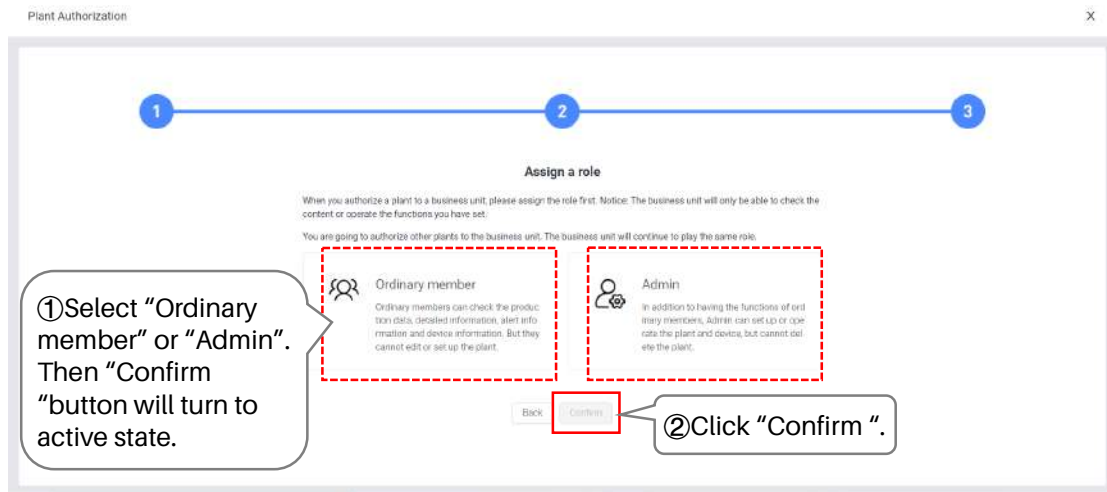 Plant Authorization
X
1
2
3
Assign a role
When you authorize a plant to a business unit, please assign the role first. Notice: The business unit will only be able to check the
content or operate the functions you have set.
You are going to authorize other plants to the business unit. The business unit will continue to play the same role.
Ordinary member
Ordinary members can check the produc
tion data, detailed information, alert info
rmation and device information. But they
cannot edit or set up the plant.
Admin
In addition to having the functions of ord
inary members, Admin can set up or ope
rate the plant and device, but cannot del
ete the plant.
①Select “Ordinary
member” or “Admin”.
Then “Confirm
“button will turn to
active state.
Back
Confirm
②Click “Confirm “.